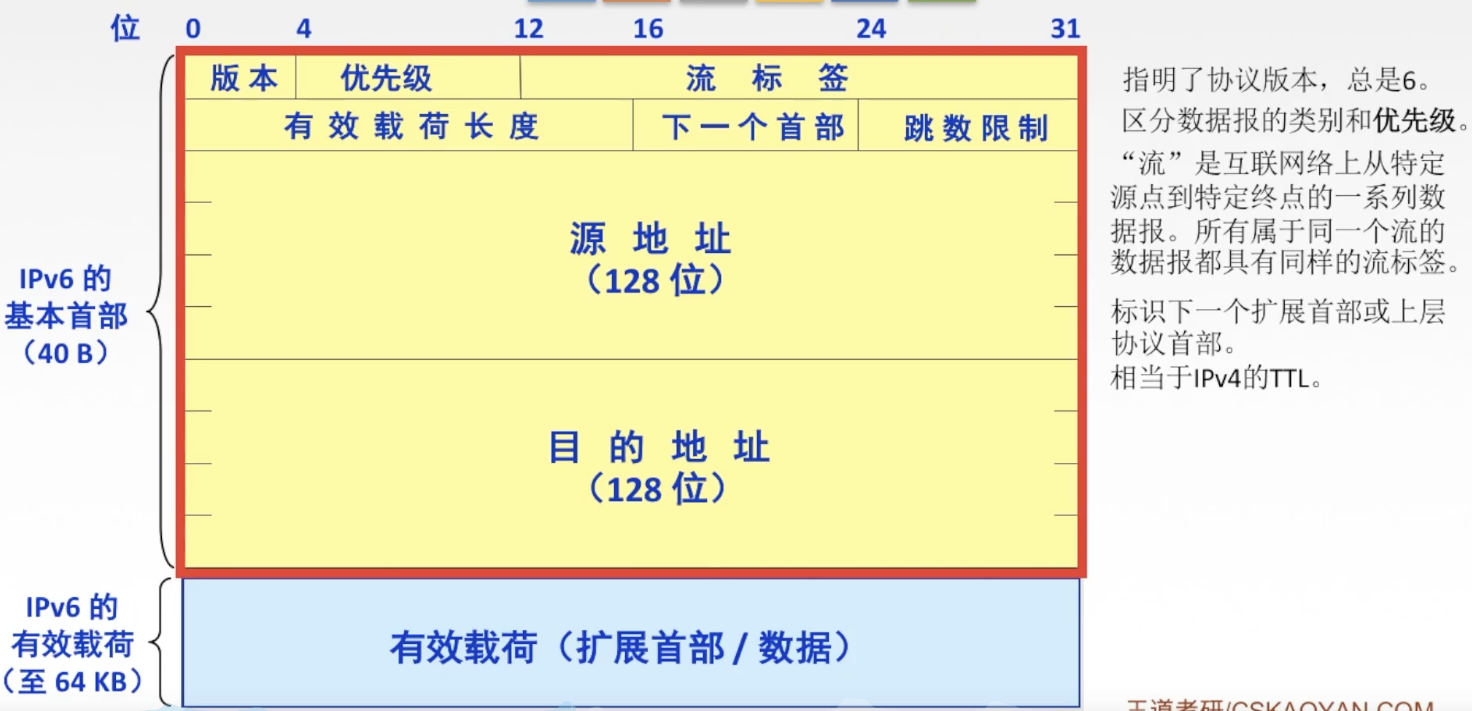 位 0 4 12 16 24 31
版本 优先级 流标签
有效载荷长度 下一个首部 跳数限制
源地址
（128 位）
目的地址
（128 位）
IPv6 的
基本首部
（40 B）
IPv6 的
有效载荷
（至 64 KB）
有效载荷（扩展首部 / 数据）
指明了协议版本，总是6。
区分数据报的类别和优先级。
“流”是互联网络上从特定
源点到特定终点的一系列数
据报。所有属于同一个流的
数据报都具有同样的流标签。
标识下一个扩展首部或上层
协议首部。
相当于IPv4的TTL。
王道考研/CSKAOYAN.COM